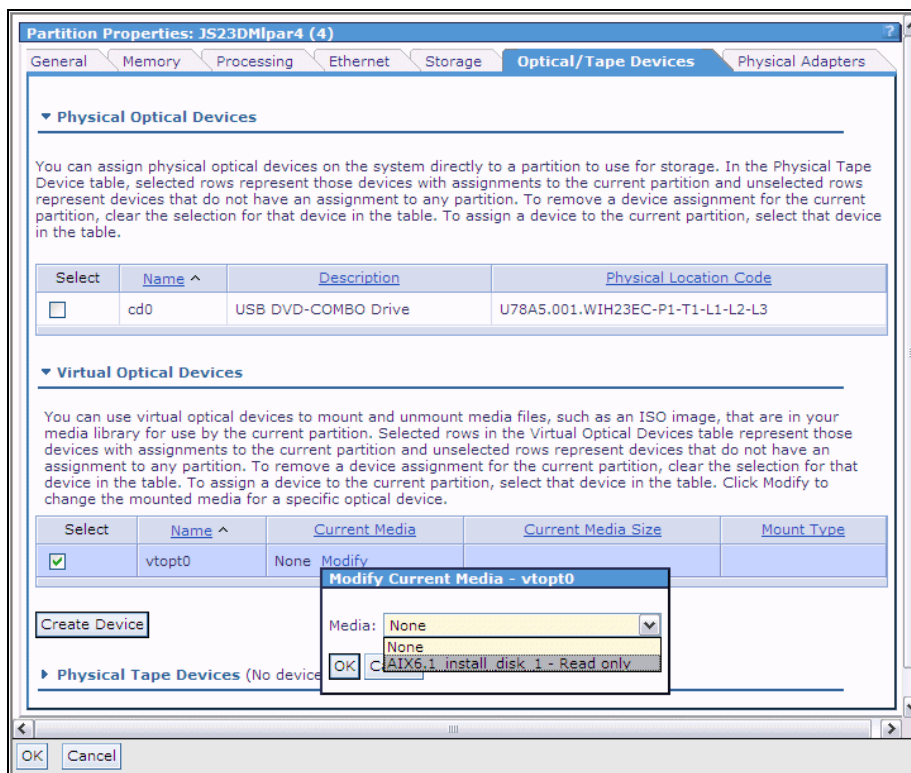 Partition Properties: JS23DMlpar4 (4) ?
General Memory Processing Ethernet Storage Optical/Tape Devices Physical Adapters
Physical Optical Devices
You can assign physical optical devices on the system directly to a partition to use for storage. In the Physical Tape
Device table, selected rows represent those devices with assignments to the current partition and unselected rows
represent devices that do not have an assignment to any partition. To remove a device assignment for the current
partition, clear the selection for that device in the table. To assign a device to the current partition, select that device
in the table.
Select Name ^ Description Physical Location Code
cd0 USB DVD-COMBO Drive U78A5.001.WIH23EC-P1-T1-L1-L2-L3
Virtual Optical Devices
You can use virtual optical devices to mount and unmount media files, such as an ISO image, that are in your
media library for use by the current partition. Selected rows in the Virtual Optical Devices table represent those
devices with assignments to the current partition and unselected rows represent devices that do not have an
assignment to any partition. To remove a device assignment for the current partition, clear the selection for that
device in the table. To assign a device to the current partition, select that device in the table. Click Modify to
change the mounted media for a specific optical device.
Select Name ^ Current Media Current Media Size Mount Type
vtopt0 None Modify
Modify Current Media - vtopt0
Create Device
Media: None
None
AIX6.1_install_disk_1 - Read only
OK C
Physical Tape Devices (No device
OK Cancel